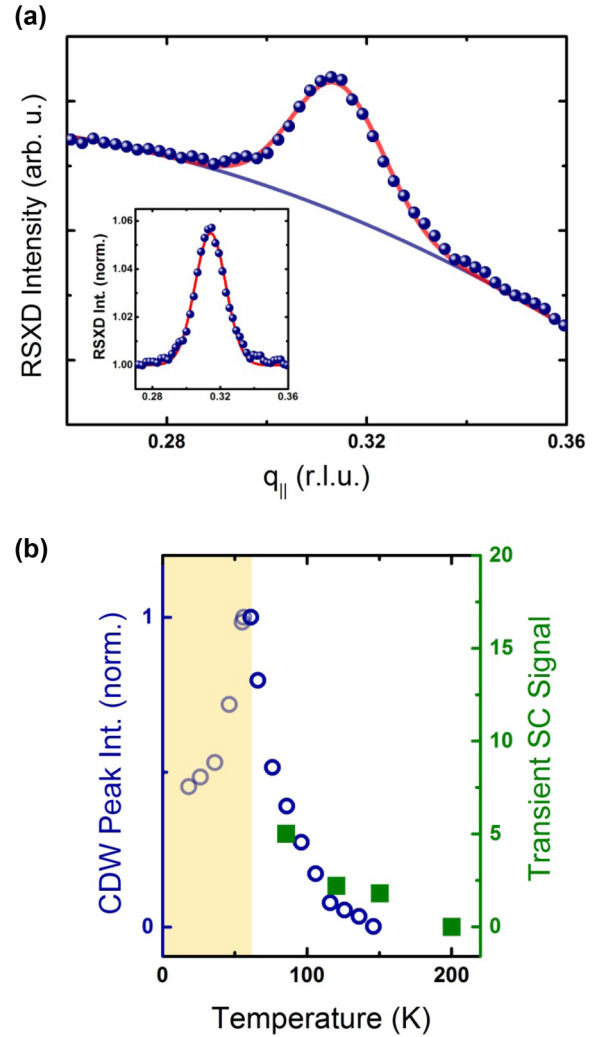 (a)
RSXD Intensity (arb. u.)
RSXD Int. (norm.)
1.06
1.04
1.02
1.00
0.28 0.32 0.36
0.28 0.32 0.36
q|| (r.l.u.)
(b)
CDW Peak Int. (norm.)
1
0
20
15
10
5
0
Transient SC Signal
0 100 200
Temperature (K)